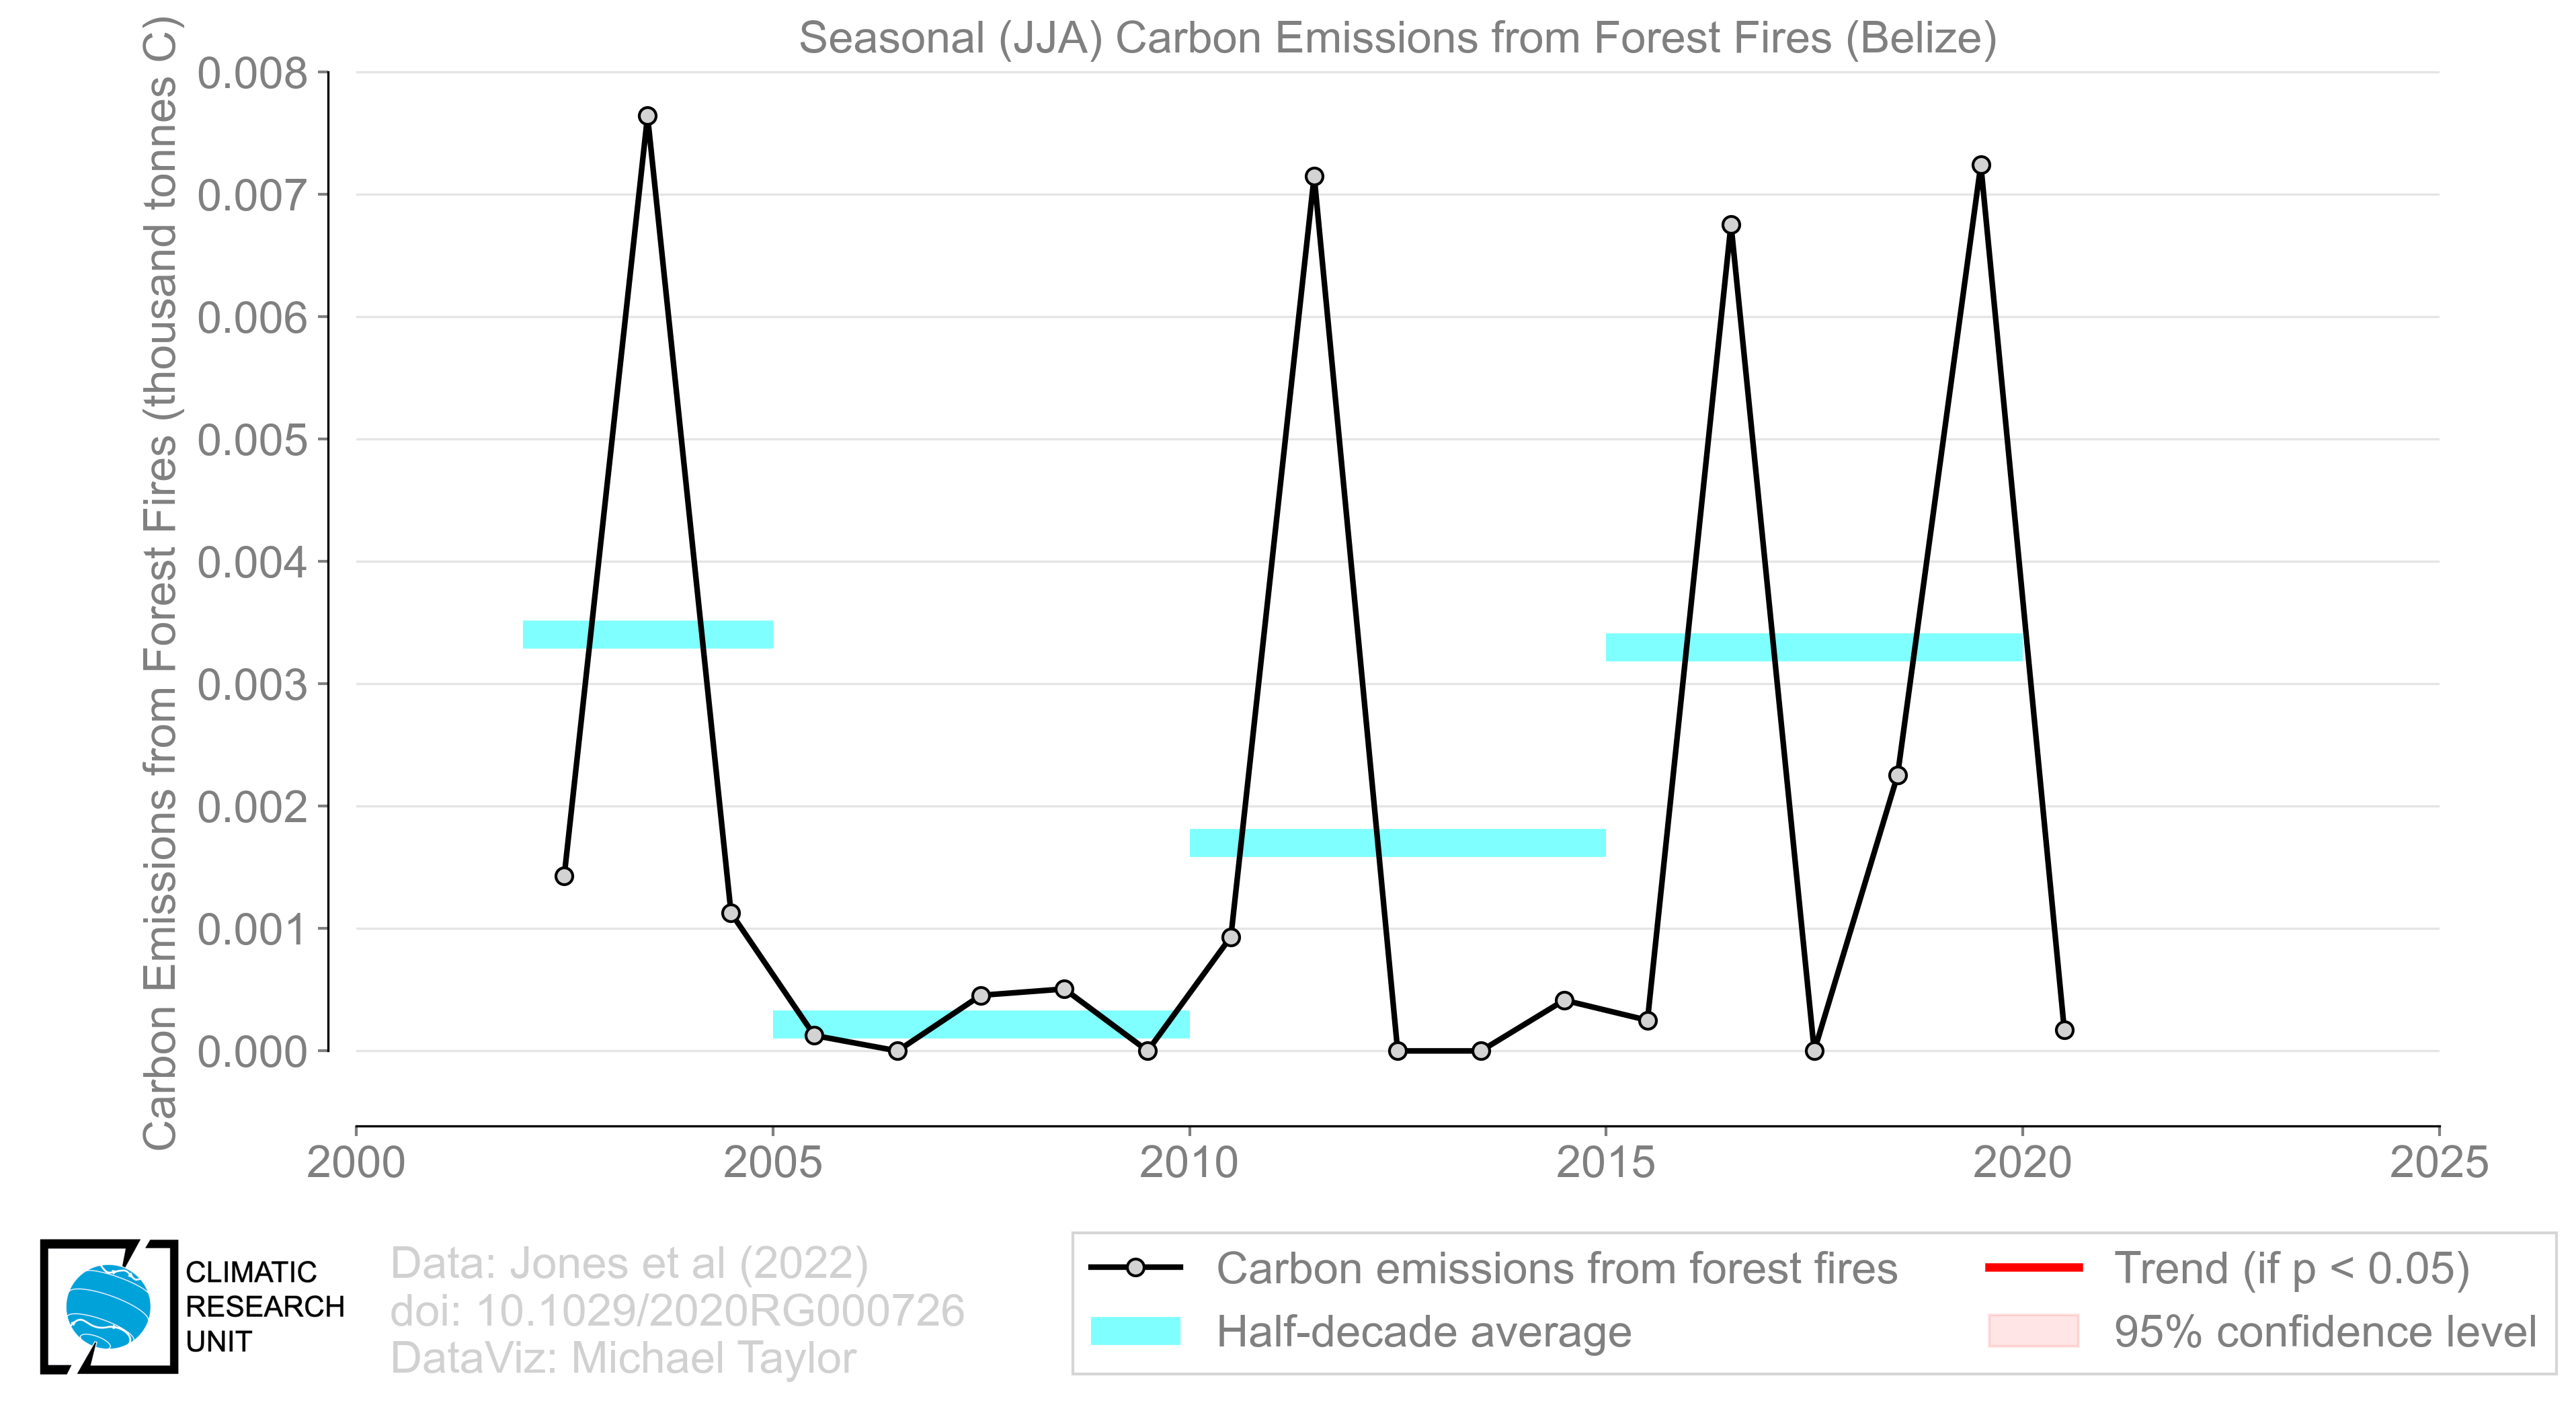 Seasonal (JJA) Carbon Emissions from Forest Fires (Belize)
Carbon Emissions from Forest Fires (thousand tonnes C)
0.008
0.007
0.006
0.005
0.004
0.003
0.002
0.001
0.000
2000 2005 2010 2015 2020 2025
CLIMATIC
RESEARCH
UNIT
Data: Jones et al (2022)
doi: 10.1029/2020RG000726
DataViz: Michael Taylor
Carbon emissions from forest fires
Half-decade average
Trend (if p < 0.05)
95% confidence level